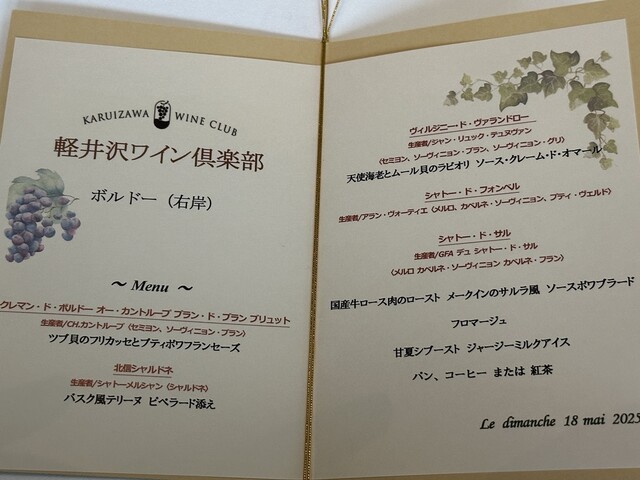 KARUIZAWA WINE CLUB
軽井沢ワイン倶楽部
ボルドー（右岸）
～ Menu ～
クレマン・ド・ボルドー オー・カントループ ブラン・ド・ブラン ブリュット
生産者/CH.カントループ（セミヨン、ソーヴィニョン・ブラン）
ツブ貝のフリカッセとプティポワフランセーズ
北信シャルドネ
生産者/シャトーメルシャン（シャルドネ）
バスク風テリーヌ ピペラード添え
ヴィルジニー・ド・ヴァランドロー
生産者/ジャン・リュック・テュヌヴァン
（セミヨン、ソーヴィニョン・ブラン、ソーヴィニョン・グリ）
天使海老とムール貝のラビオリ ソース・クレーム・ド・オマール
シャトー・ド・フォンベル
生産者/アラン・ヴォーティエ（メルロ、カベルネ・ソーヴィニョン、プティ・ヴェルド）
シャトー・ド・サル
生産者/GFA デュ シャトー・ド・サル
（メルロ カベルネ・ソーヴィニョン カベルネ・フラン）
国産牛ロース肉のロースト メークインのサルラ風 ソースポワブラード
フロマージュ
甘夏シブースト ジャージーミルクアイス
パン、コーヒー または 紅茶
Le dimanche 18 mai 2025